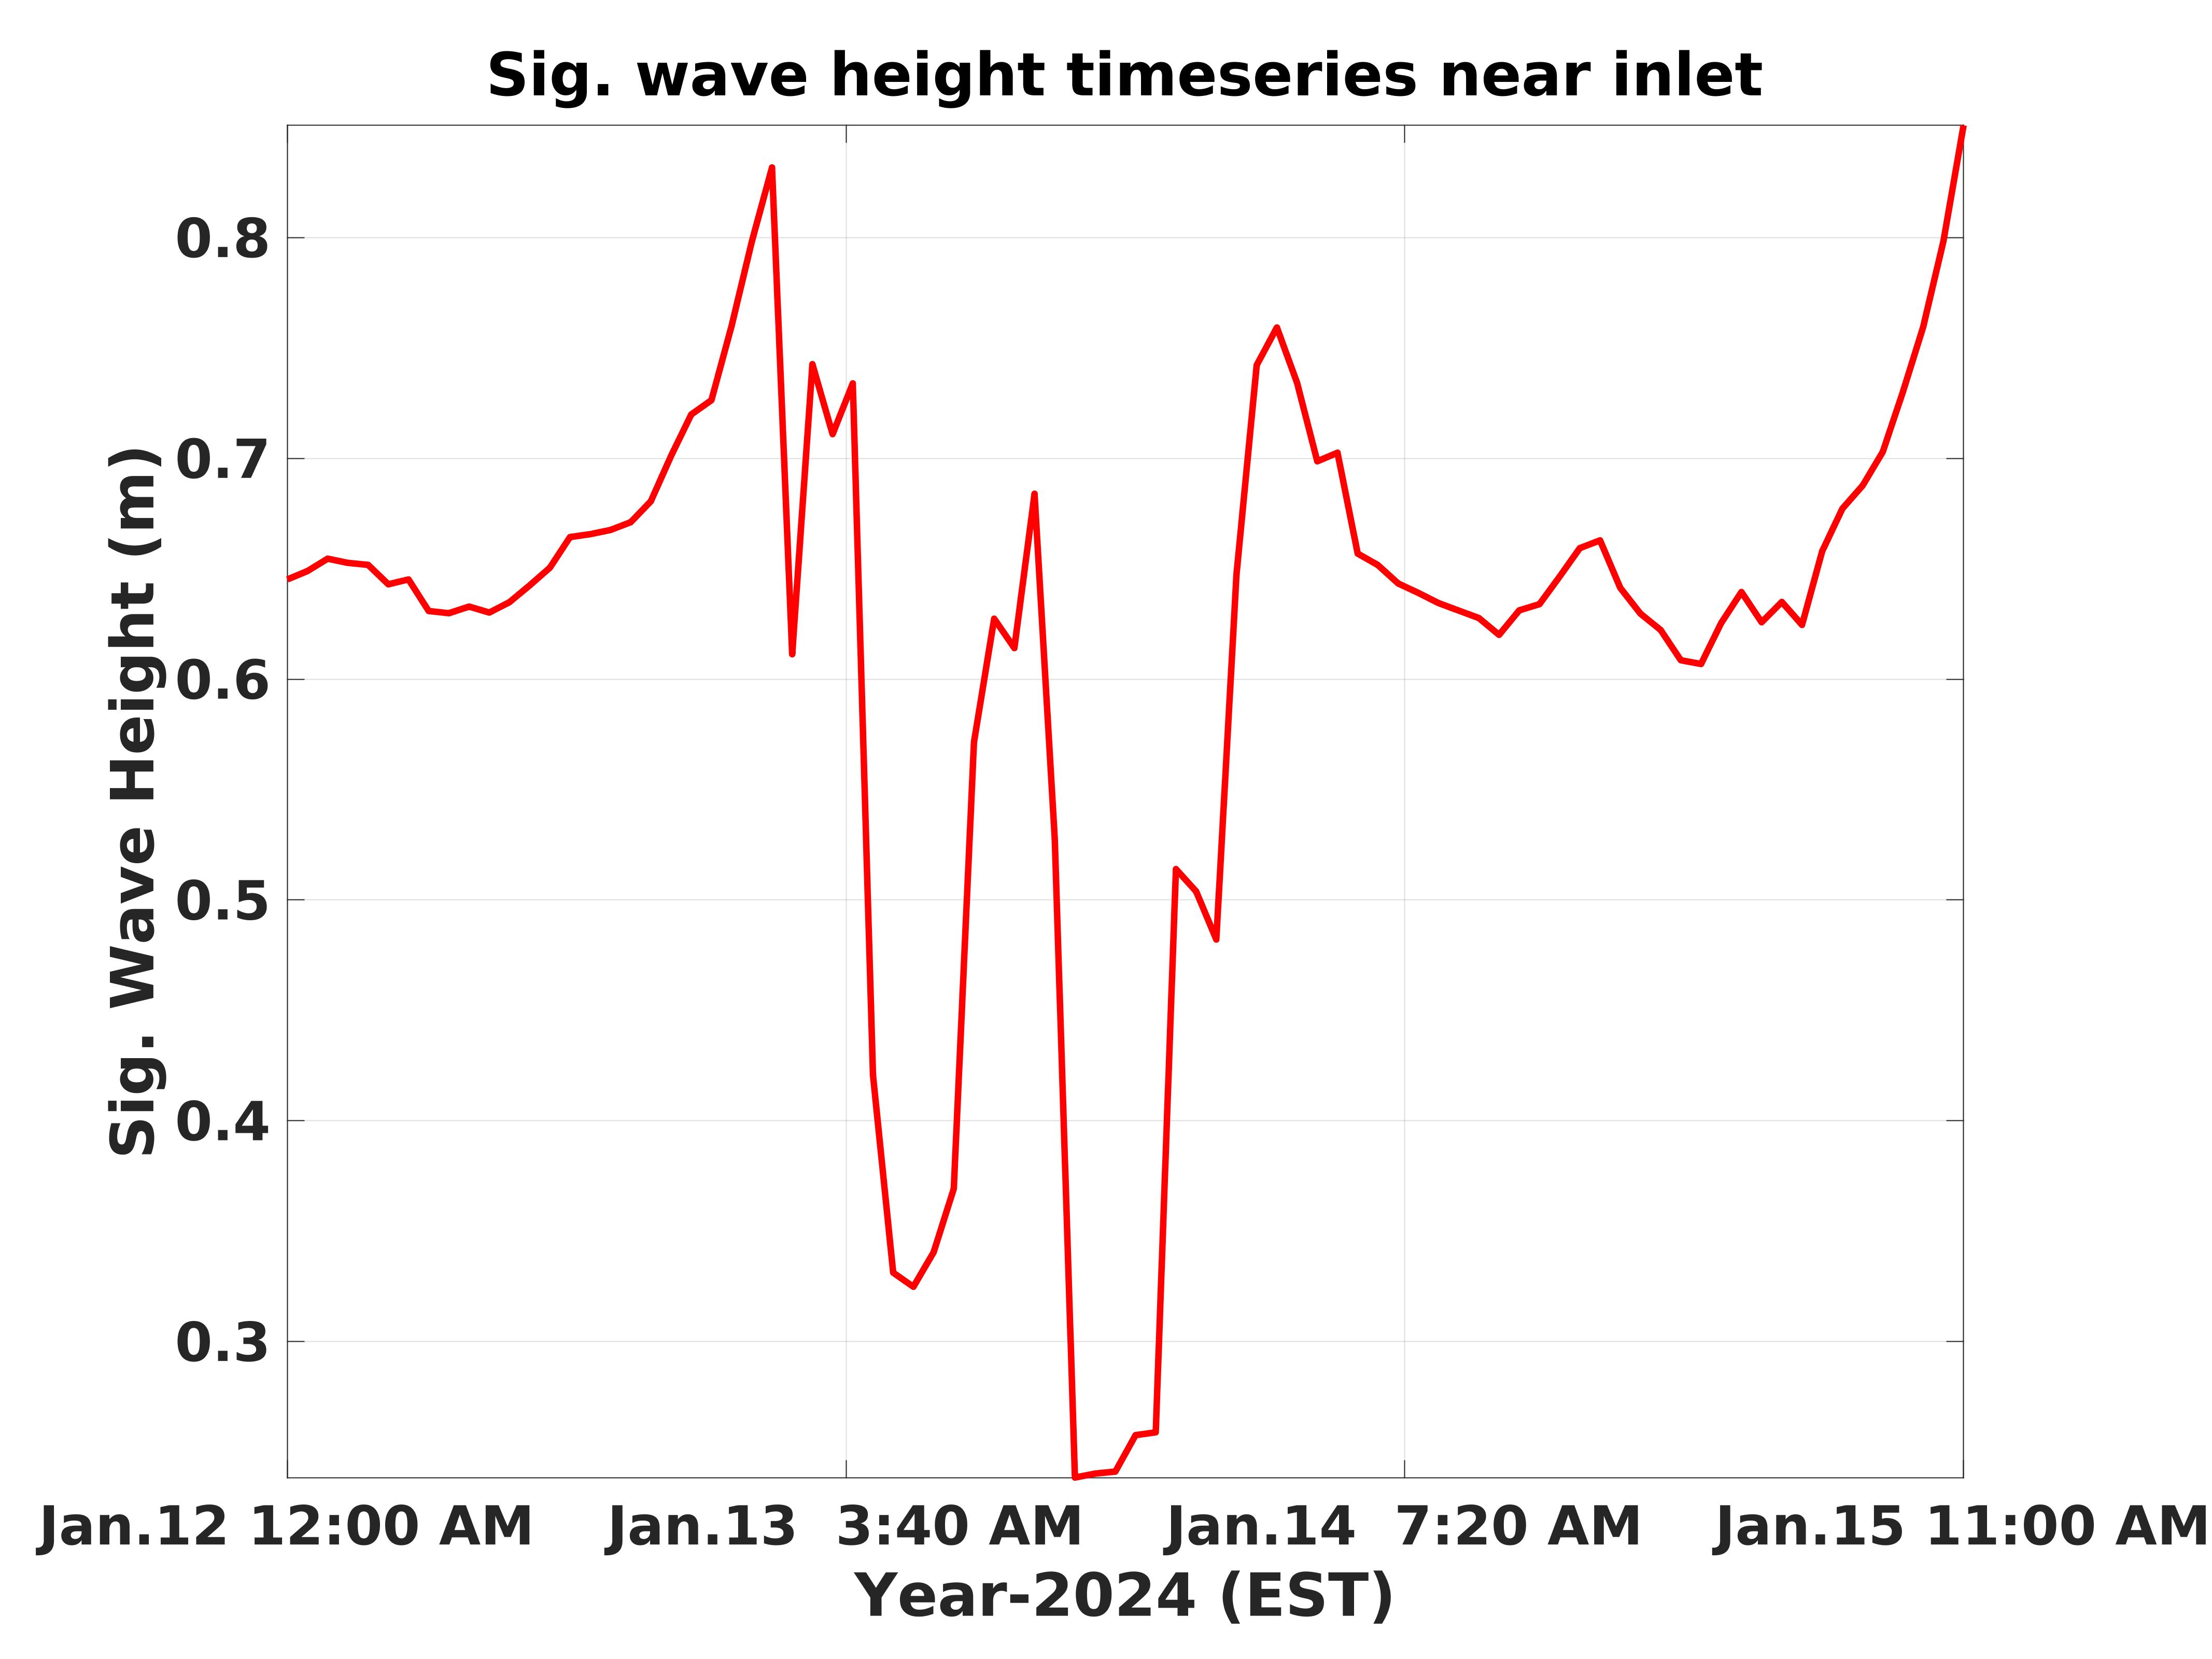 Sig. wave height timeseries near inlet
Sig. Wave Height (m)
0.8
0.7
0.6
0.5
0.4
0.3
Jan.12 12:00 AM Jan.13 3:40 AM Jan.14 7:20 AM Jan.15 11:00 AM
Year-2024 (EST)